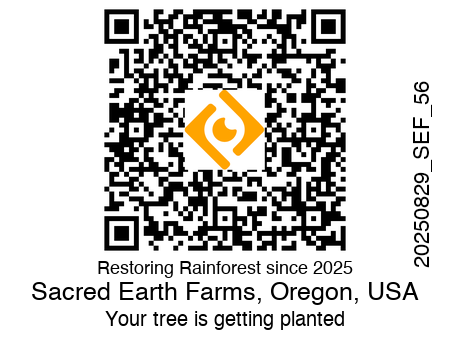 Restoring Rainforest since 2025
Sacred Earth Farms, Oregon, USA
Your tree is getting planted
20250829_SEF_56